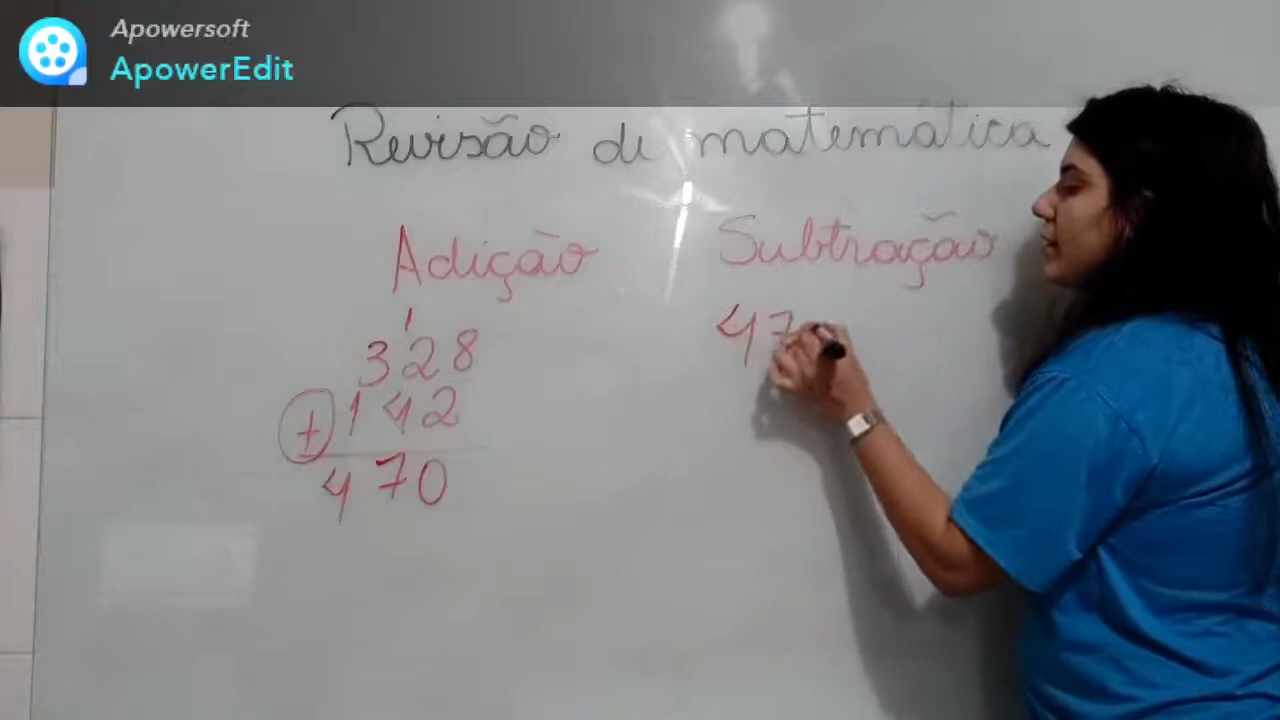 Apowersoft
ApowerEdit
Revisão de matemática
Adição
Subtração
1
328
+ 142
470
47